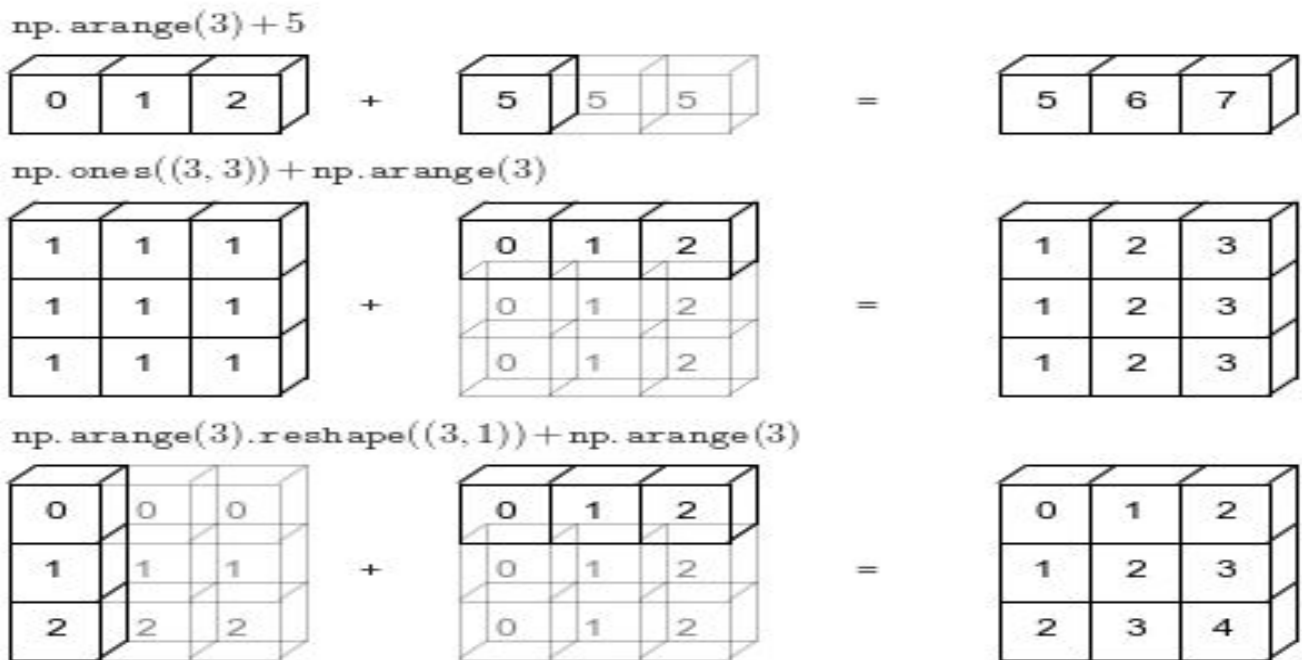 np.arange(3)+5
0 1 2 + 5 5 5 = 5 6 7
np.ones((3,3))+np.arange(3)
1 1 1 0 1 2 1 2 3
1 1 1 + 0 1 2 = 1 2 3
1 1 1 0 1 2 1 2 3
np.arange(3).reshape((3,1))+np.arange(3)
0 0 0 0 1 2 0 1 2
1 1 1 + 0 1 2 = 1 2 3
2 2 2 0 1 2 2 3 4